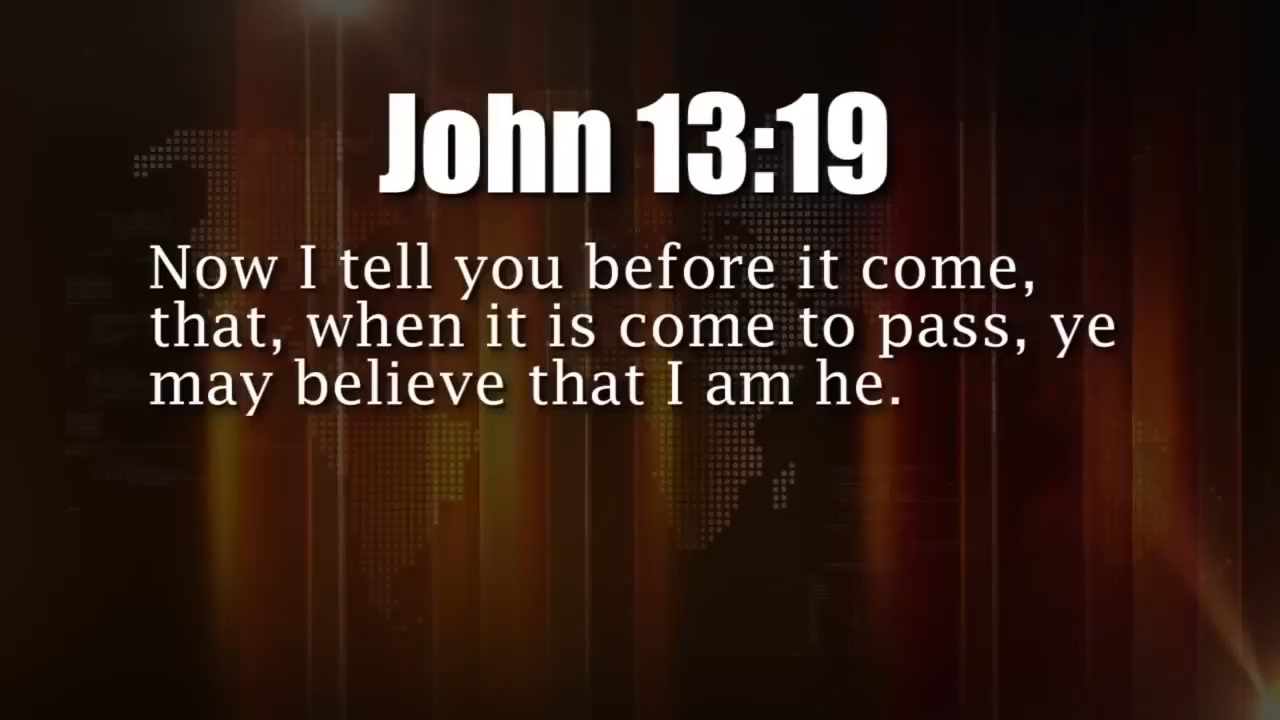 John 13:19
Now I tell you before it come,
that, when it is come to pass, ye
may believe that I am he.